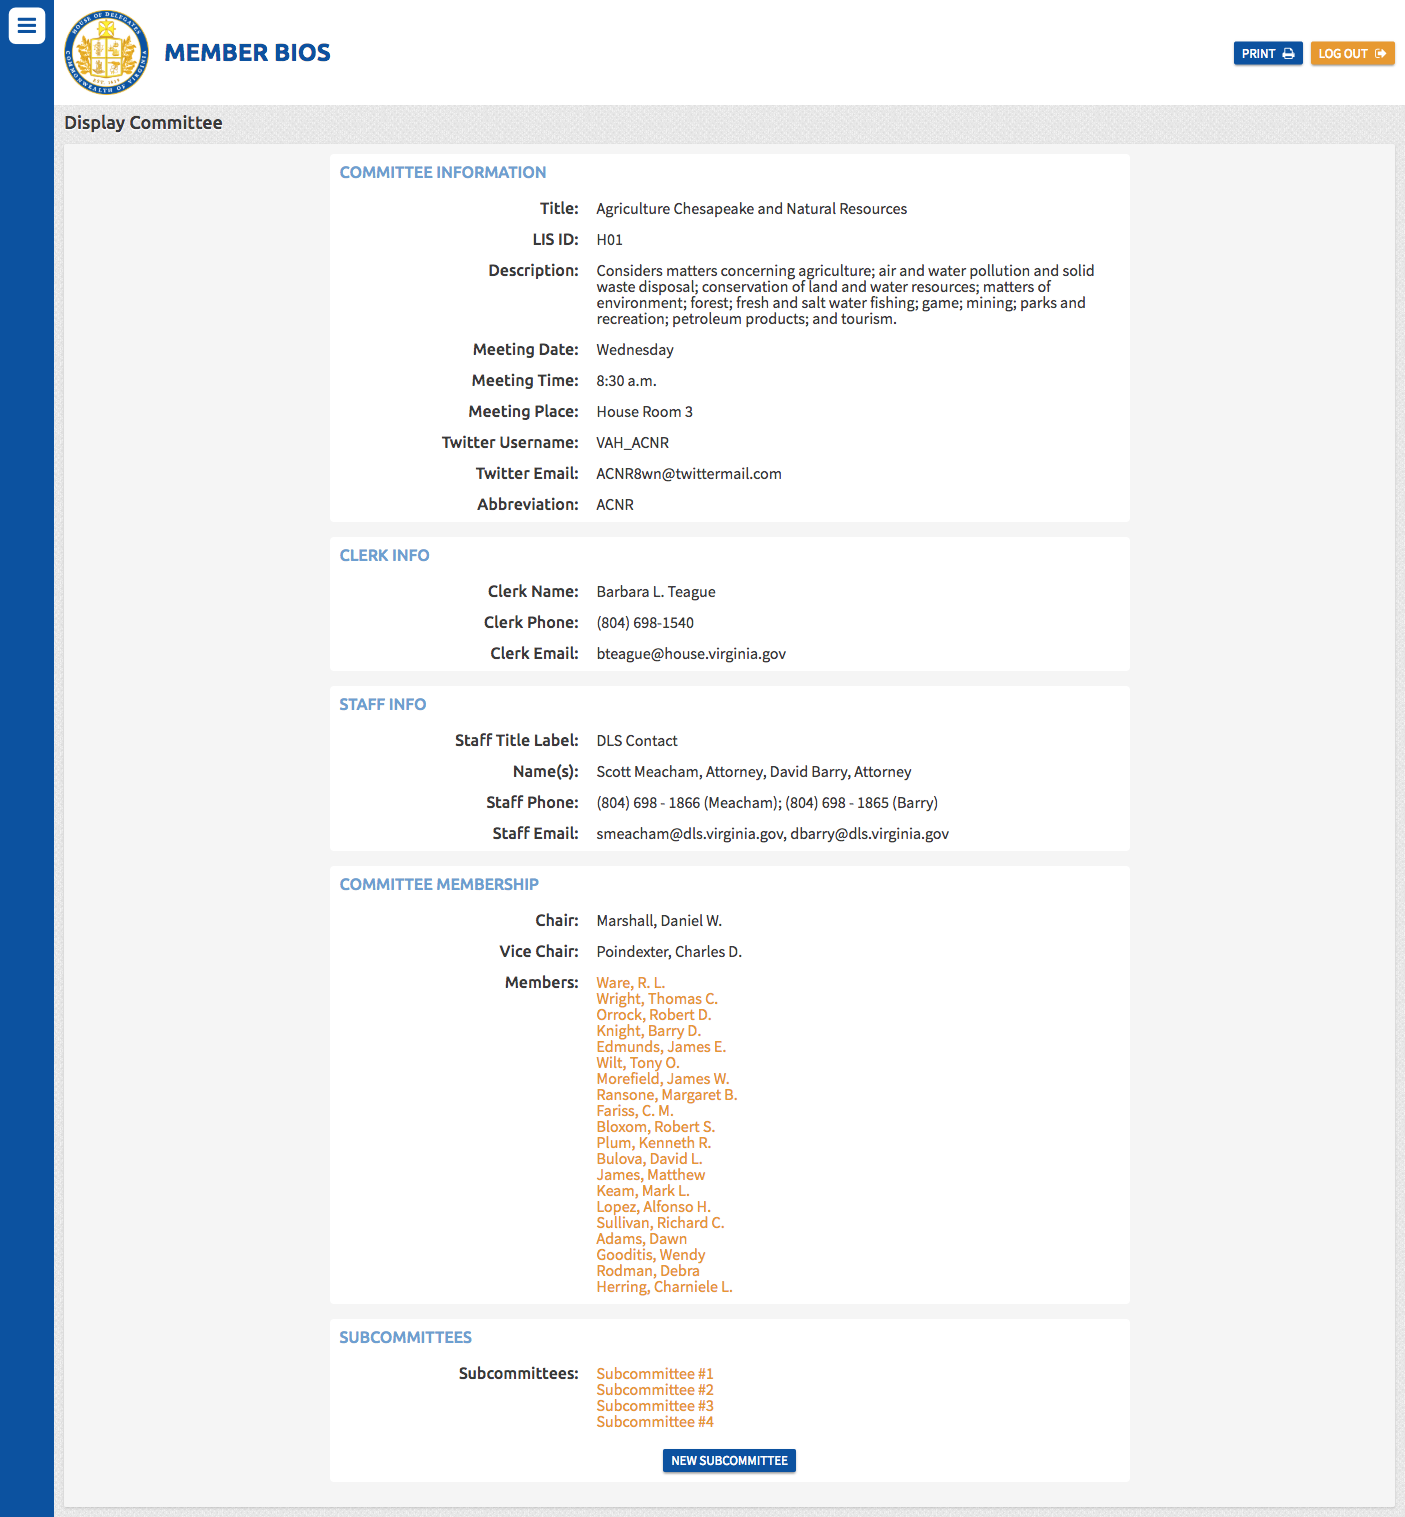 HOUSE OF DELEGATES
COMMONWEALTH OF VIRGINIA
EST. 1619
MEMBER BIOS
PRINT
LOG OUT
Display Committee
COMMITTEE INFORMATION
Title: Agriculture Chesapeake and Natural Resources
LIS ID: H01
Description: Considers matters concerning agriculture; air and water pollution and solid
waste disposal; conservation of land and water resources; matters of
environment; forest; fresh and salt water fishing; game; mining; parks and
recreation; petroleum products; and tourism.
Meeting Date: Wednesday
Meeting Time: 8:30 a.m.
Meeting Place: House Room 3
Twitter Username: VAH_ACNR
Twitter Email: ACNR8wn@twittermail.com
Abbreviation: ACNR
CLERK INFO
Clerk Name: Barbara L. Teague
Clerk Phone: (804) 698-1540
Clerk Email: bteague@house.virginia.gov
STAFF INFO
Staff Title Label: DLS Contact
Name(s): Scott Meacham, Attorney, David Barry, Attorney
Staff Phone: (804) 698 - 1866 (Meacham); (804) 698 - 1865 (Barry)
Staff Email: smeacham@dls.virginia.gov, dbarry@dls.virginia.gov
COMMITTEE MEMBERSHIP
Chair: Marshall, Daniel W.
Vice Chair: Poindexter, Charles D.
Members: Ware, R. L.
Wright, Thomas C.
Orrock, Robert D.
Knight, Barry D.
Edmunds, James E.
Wilt, Tony O.
Morefield, James W.
Ransone, Margaret B.
Fariss, C. M.
Bloxom, Robert S.
Plum, Kenneth R.
Bulova, David L.
James, Matthew
Keam, Mark L.
Lopez, Alfonso H.
Sullivan, Richard C.
Adams, Dawn
Gooditis, Wendy
Rodman, Debra
Herring, Charniele L.
SUBCOMMITTEES
Subcommittees: Subcommittee #1
Subcommittee #2
Subcommittee #3
Subcommittee #4
NEW SUBCOMMITTEE